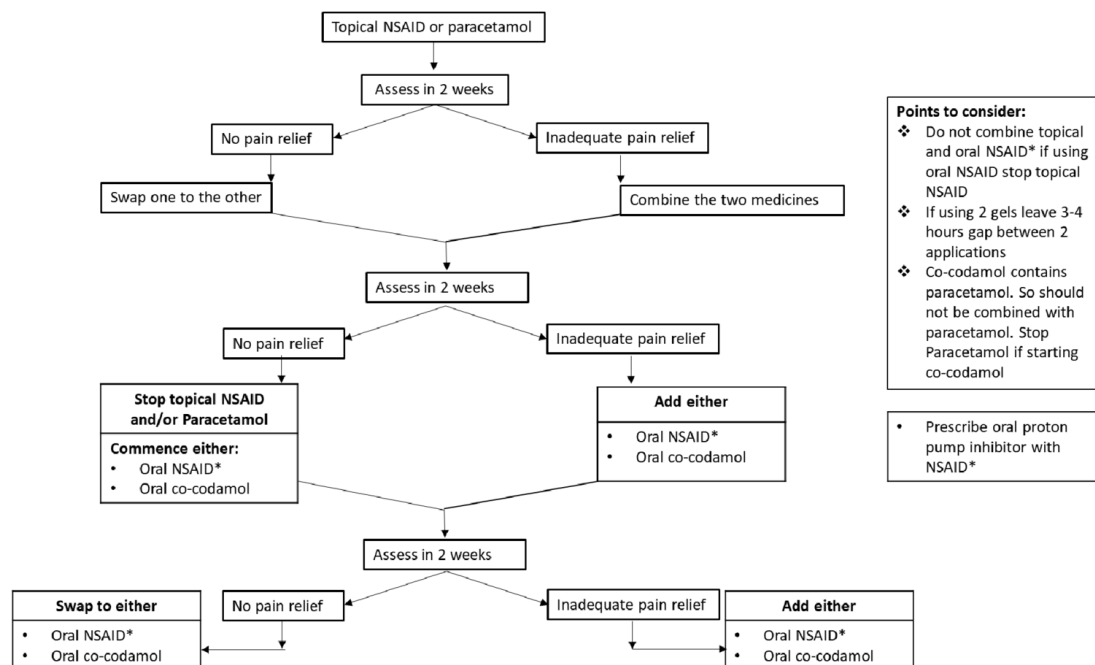 Topical NSAID or paracetamol
Assess in 2 weeks
No pain relief
Inadequate pain relief
Swap one to the other
Combine the two medicines
Assess in 2 weeks
No pain relief
Inadequate pain relief
Stop topical NSAID
and/or Paracetamol
Commence either:
• Oral NSAID*
• Oral co-codamol
Add either
• Oral NSAID*
• Oral co-codamol
Assess in 2 weeks
No pain relief
Inadequate pain relief
Swap to either
• Oral NSAID*
• Oral co-codamol
Add either
• Oral NSAID*
• Oral co-codamol
Points to consider:
❖ Do not combine topical
and oral NSAID* if using
oral NSAID stop topical
NSAID
❖ If using 2 gels leave 3-4
hours gap between 2
applications
❖ Co-codamol contains
paracetamol. So should
not be combined with
paracetamol. Stop
Paracetamol if starting
co-codamol
• Prescribe oral proton
pump inhibitor with
NSAID*